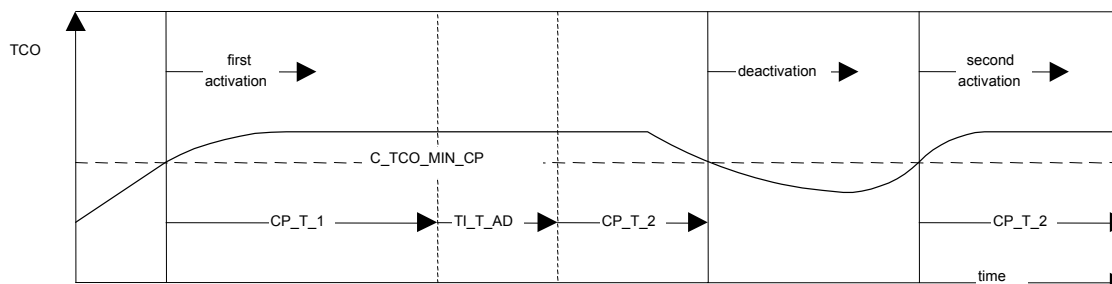 TCO
first
activation
deactivation
second
activation
C_TCO_MIN_CP
CP_T_1
TI_T_AD
CP_T_2
CP_T_2
time